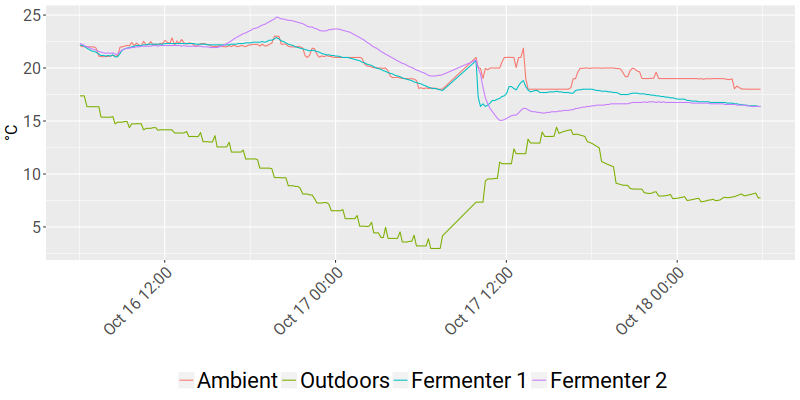 25
20
15
10
5
°C
Oct 16 12:00
Oct 17 00:00
Oct 17 12:00
Oct 18 00:00
Ambient Outdoors Fermenter 1 Fermenter 2